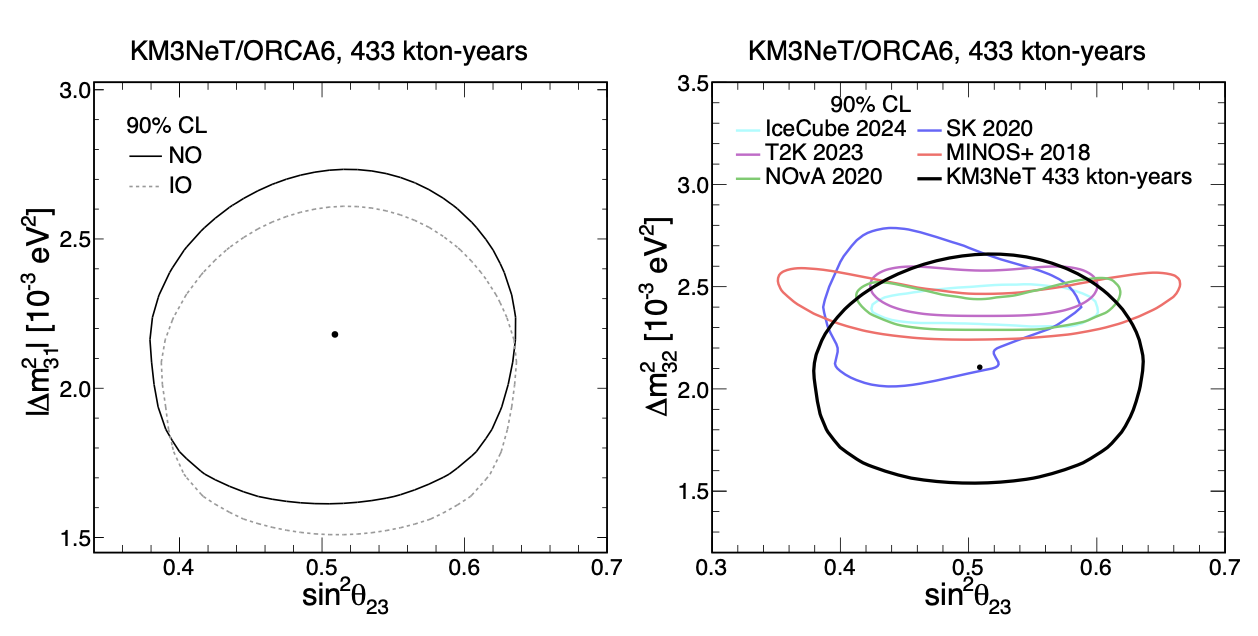 KM3NeT/ORCA6, 433 kton-years
3.0
2.5
2.0
1.5
|Δm²₃₁| [10⁻³ eV²]
90% CL
NO
IO
0.4 0.5 0.6 0.7
sin²θ₂₃
KM3NeT/ORCA6, 433 kton-years
3.5
3.0
2.5
2.0
1.5
Δm²₃₂ [10⁻³ eV²]
90% CL
IceCube 2024 SK 2020
T2K 2023 MINOS+ 2018
NOvA 2020 KM3NeT 433 kton-years
0.3 0.4 0.5 0.6 0.7
sin²θ₂₃